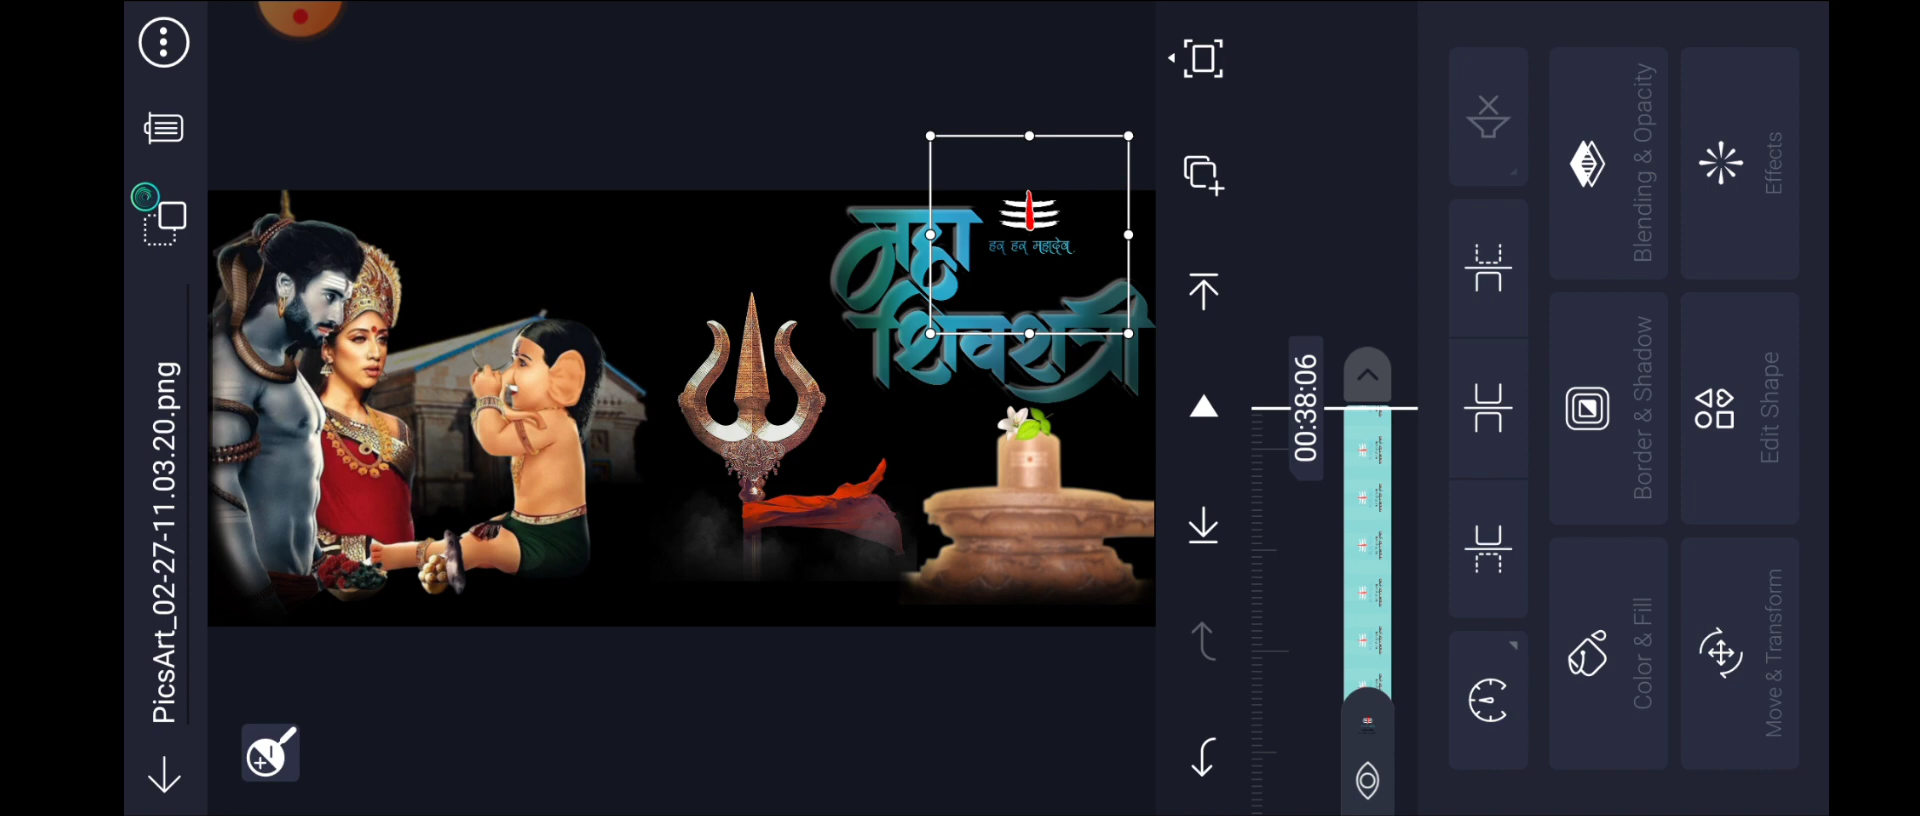 PicsArt_02-27-11.03.20.png
महा
शिवरात्री
हर हर महादेव
00:38:06
Blending & Opacity
Effects
Border & Shadow
Edit Shape
Color & Fill
Move & Transform